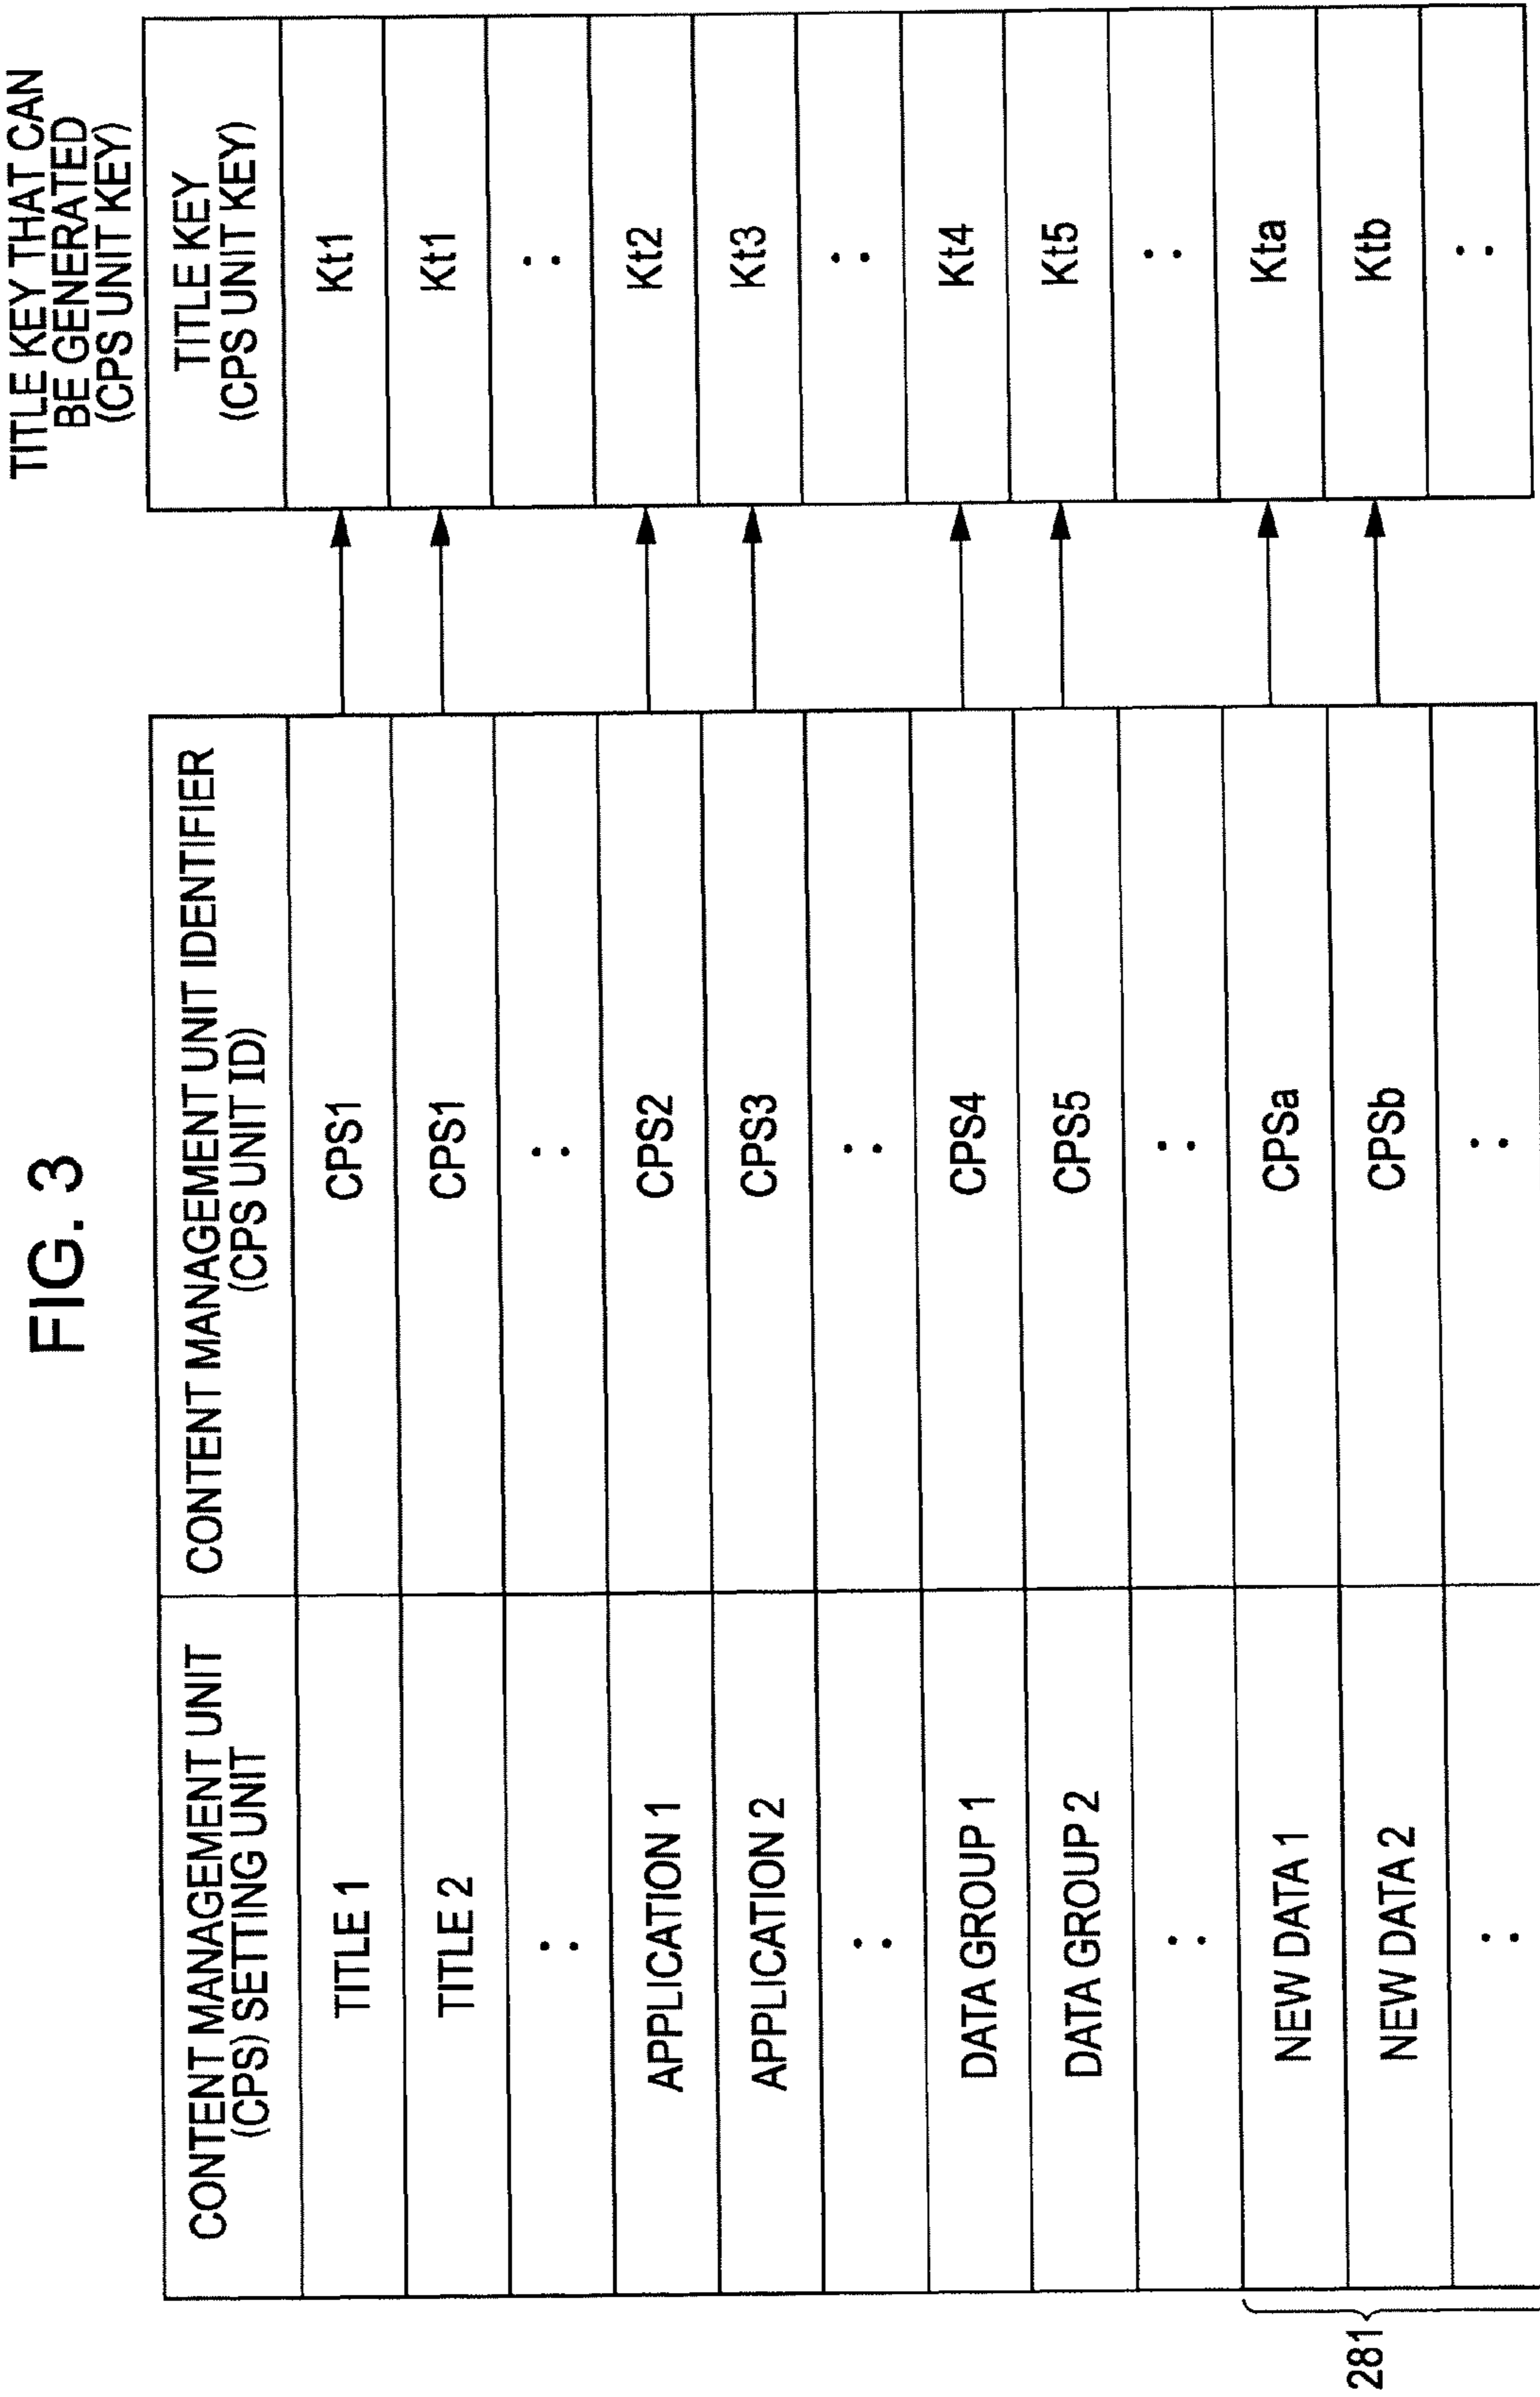 FIG. 3
TITLE KEY THAT CAN
BE GENERATED
(CPS UNIT KEY)
CONTENT MANAGEMENT UNIT
(CPS) SETTING UNIT
CONTENT MANAGEMENT UNIT IDENTIFIER
(CPS UNIT ID)
TITLE KEY
(CPS UNIT KEY)
TITLE 1 CPS1 Kt1
TITLE 2 CPS1 Kt1
: : :
APPLICATION 1 CPS2 Kt2
APPLICATION 2 CPS3 Kt3
: : :
DATA GROUP 1 CPS4 Kt4
DATA GROUP 2 CPS5 Kt5
: : :
NEW DATA 1 CPSa Kta
NEW DATA 2 CPSb Ktb
: : :
281